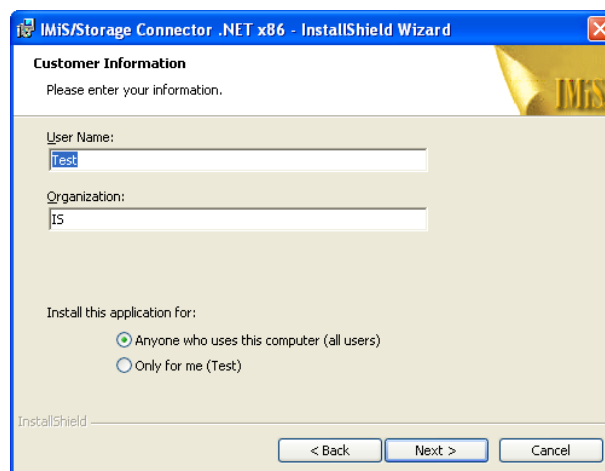 IMiS/Storage Connector .NET x86 - InstallShield Wizard
Customer Information
Please enter your information.
IMiS
User Name:
Test
Organization:
IS
Install this application for:
Anyone who uses this computer (all users)
Only for me (Test)
InstallShield
< Back Next > Cancel